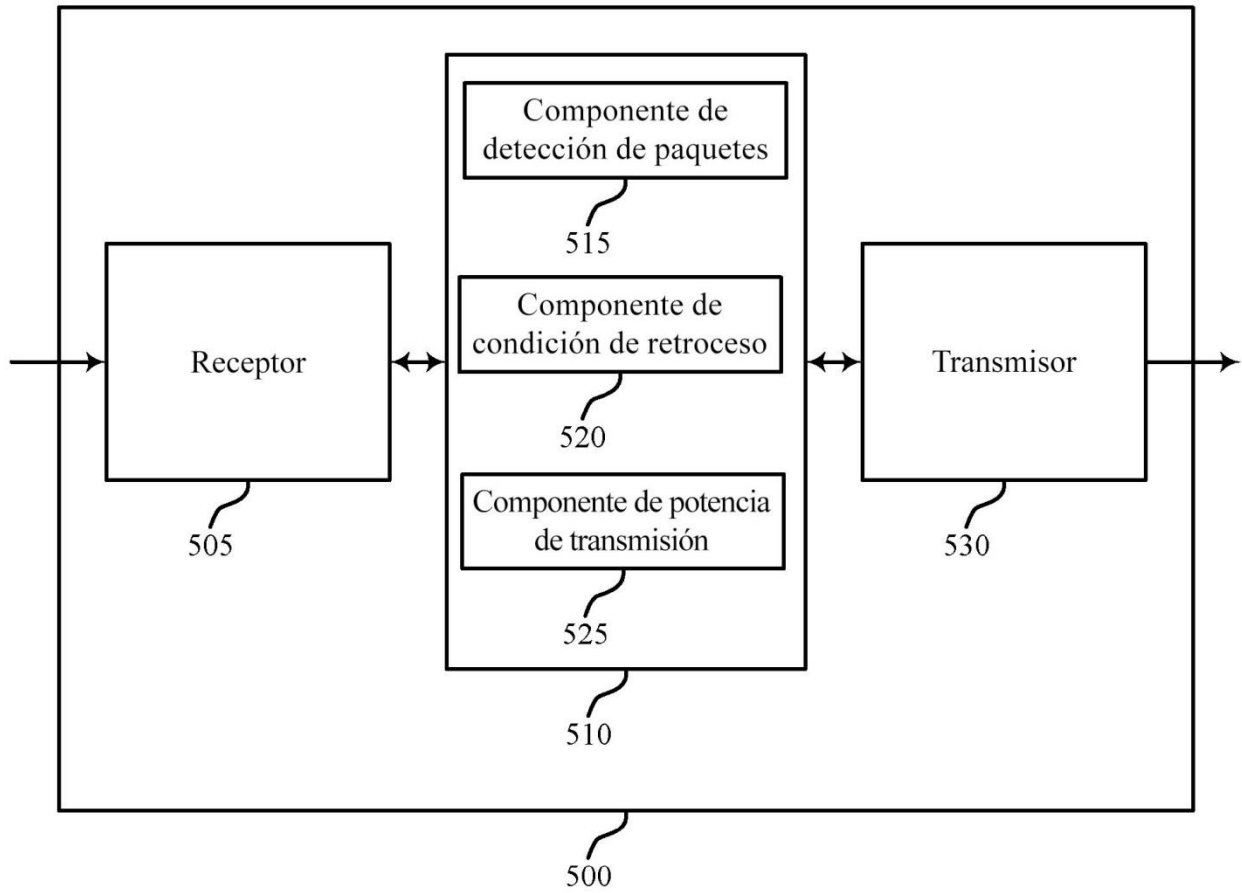 Componente de
detección de paquetes
515
Receptor
505
Componente de
condición de retroceso
520
Componente de potencia
de transmisión
525
510
Transmisor
530
500